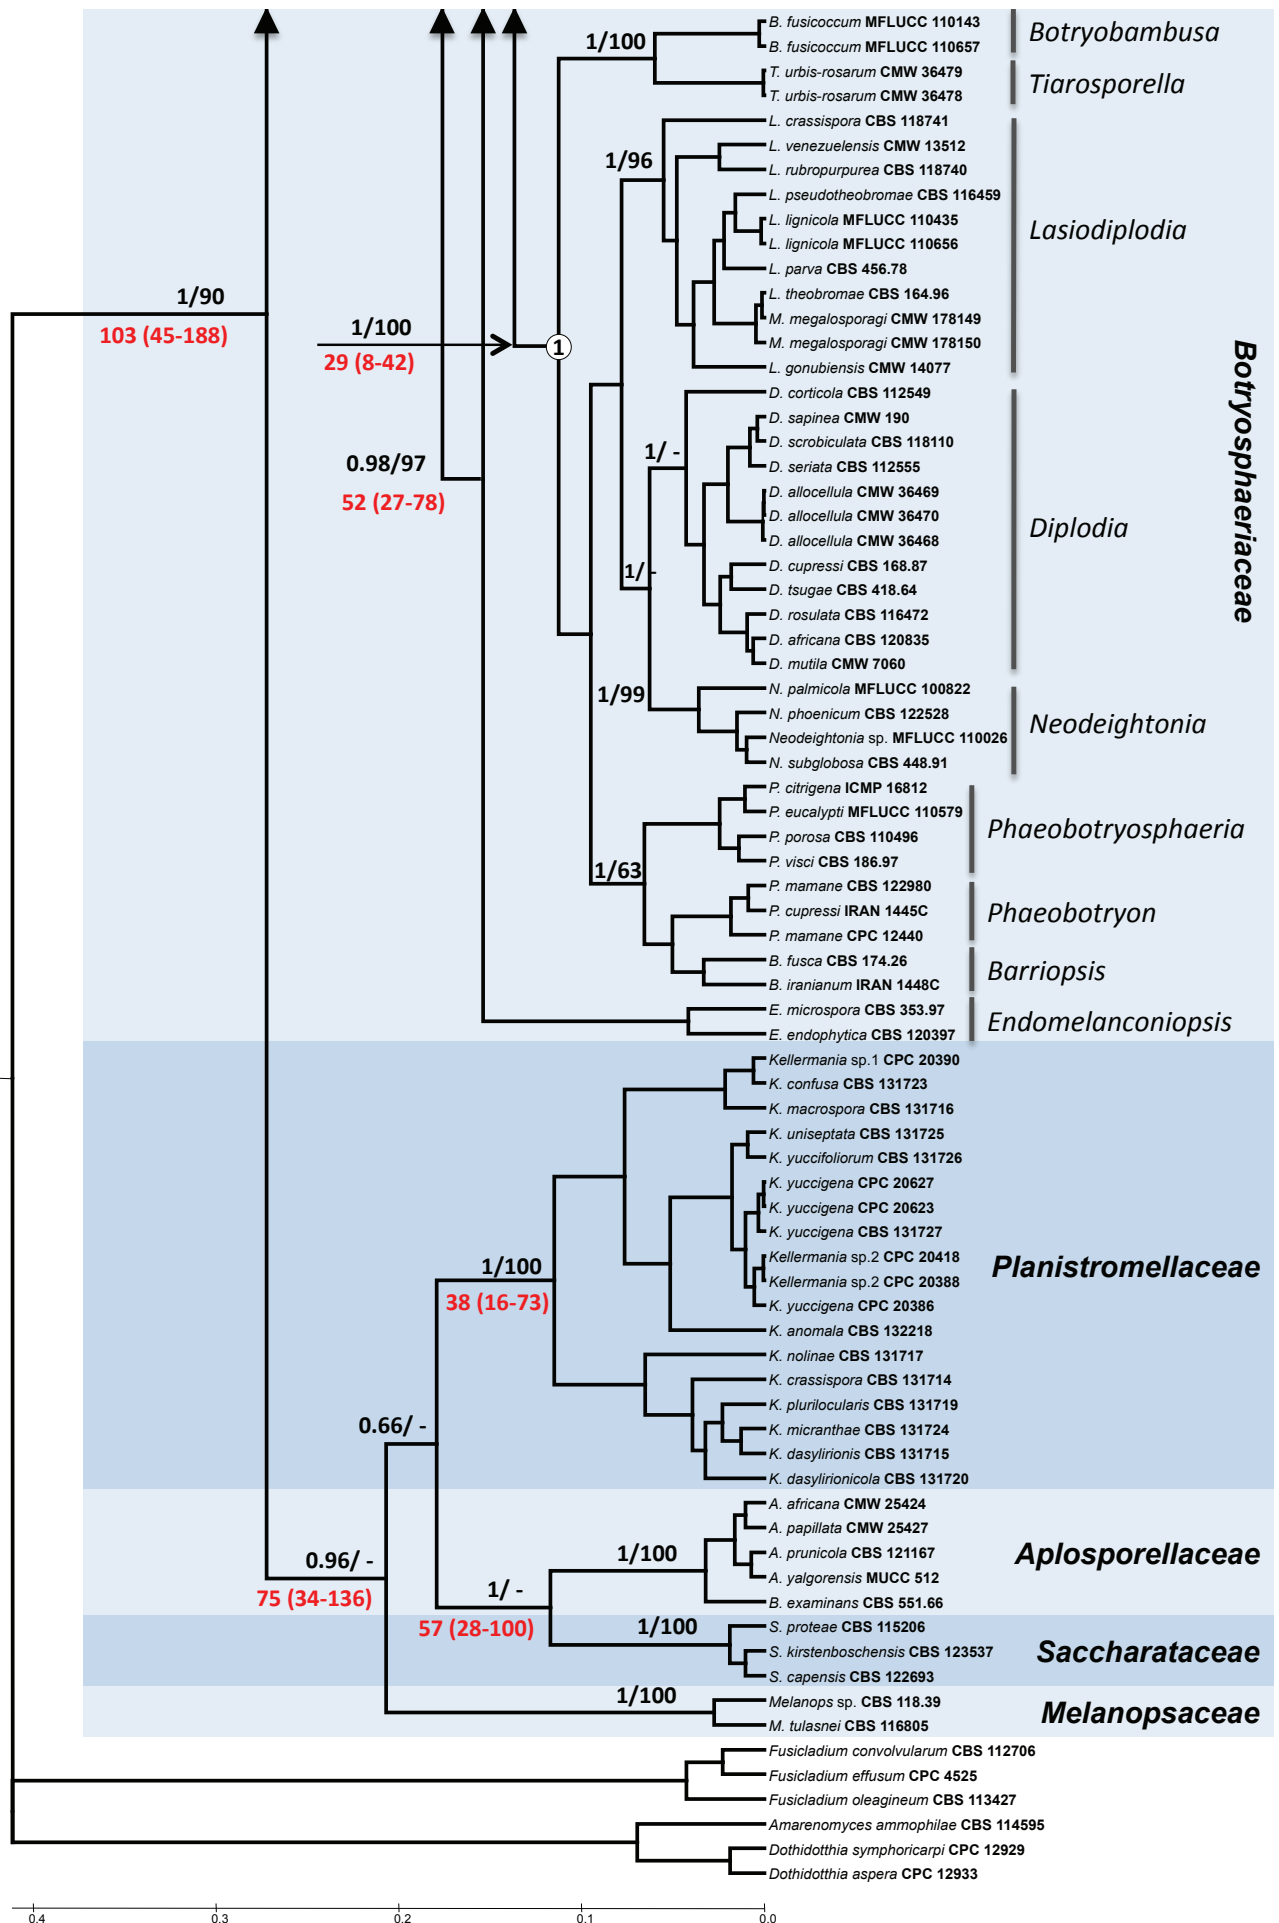 B. fusicoccum MFLUCC 110143
B. fusicoccum MFLUCC 110657
Botryobambusa
1/100
T. urbis-rosarum CMW 36479
T. urbis-rosarum CMW 36478
Tiarosporella
L. crassispora CBS 118741
L. venezuelensis CMW 13512
1/96
L. rubropurpurea CBS 118740
L. pseudotheobromae CBS 116459
L. lignicola MFLUCC 110435
L. lignicola MFLUCC 110656
Lasiodiplodia
L. parva CBS 456.78
L. theobromae CBS 164.96
M. megalosporagi CMW 178149
M. megalosporagi CMW 178150
L. gonubiensis CMW 14077
1/90
103 (45-188)
1/100
29 (8-42)
1
Botryosphaeriaceae
D. corticola CBS 112549
D. sapinea CMW 190
D. scrobiculata CBS 118110
D. seriata CBS 112555
D. allocellula CMW 36469
D. allocellula CMW 36470
D. allocellula CMW 36468
D. cupressi CBS 168.87
D. tsugae CBS 418.64
D. rosulata CBS 116472
D. africana CBS 120835
D. mutila CMW 7060
Diplodia
1/ -
0.98/97
52 (27-78)
1/ -
1/99
N. palmicola MFLUCC 100822
N. phoenicum CBS 122528
Neodeightonia sp. MFLUCC 110026
N. subglobosa CBS 448.91
Neodeightonia
P. citrigena ICMP 16812
P. eucalypti MFLUCC 110579
P. porosa CBS 110496
P. visci CBS 186.97
Phaeobotryosphaeria
1/63
P. mamane CBS 122980
P. cupressi IRAN 1445C
P. mamane CPC 12440
Phaeobotryon
B. fusca CBS 174.26
B. iranianum IRAN 1448C
Barriopsis
E. microspora CBS 353.97
E. endophytica CBS 120397
Endomelanconiopsis
Kellermania sp.1 CPC 20390
K. confusa CBS 131723
K. macrospora CBS 131716
K. uniseptata CBS 131725
K. yuccifoliorum CBS 131726
K. yuccigena CPC 20627
K. yuccigena CPC 20623
K. yuccigena CBS 131727
Kellermania sp.2 CPC 20418
Kellermania sp.2 CPC 20388
K. yuccigena CPC 20386
K. anomala CBS 132218
K. nolinae CBS 131717
K. crassispora CBS 131714
K. plurilocularis CBS 131719
K. micranthae CBS 131724
K. dasylirionis CBS 131715
K. dasylirionicola CBS 131720
Planistromellaceae
1/100
38 (16-73)
0.66/ -
A. africana CMW 25424
A. papillata CMW 25427
A. prunicola CBS 121167
A. yalgorensis MUCC 512
B. examinans CBS 551.66
Aplosporellaceae
1/100
0.96/ -
75 (34-136)
1/ -
57 (28-100)
S. proteae CBS 115206
S. kirstenboschensis CBS 123537
S. capensis CBS 122693
Saccharataceae
1/100
Melanops sp. CBS 118.39
M. tulasnei CBS 116805
Melanopsaceae
1/100
Fusicladium convolvularum CBS 112706
Fusicladium effusum CPC 4525
Fusicladium oleagineum CBS 113427
Amarenomyces ammophilae CBS 114595
Dothidotthia symphoricarpi CPC 12929
Dothidotthia aspera CPC 12933
0.4 0.3 0.2 0.1 0.0